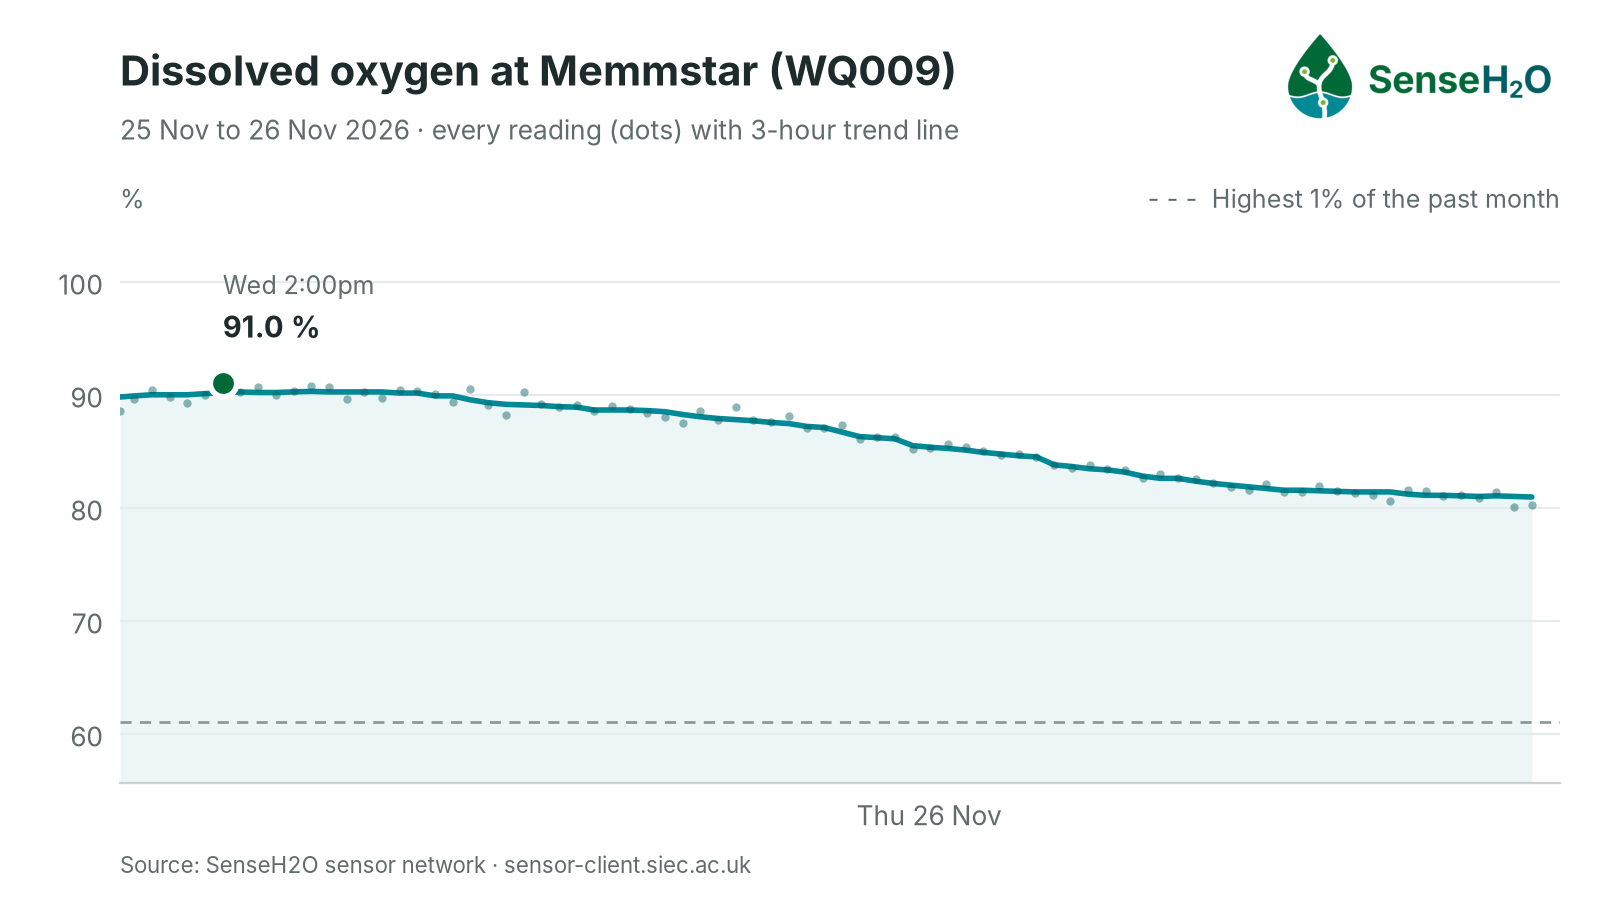 Dissolved oxygen at Memmstar (WQ009)
SenseH₂O
25 Nov to 26 Nov 2026 · every reading (dots) with 3-hour trend line
%
--- Highest 1% of the past month
100
Wed 2:00pm
91.0 %
90
80
70
60
Thu 26 Nov
Source: SenseH2O sensor network · sensor-client.siec.ac.uk